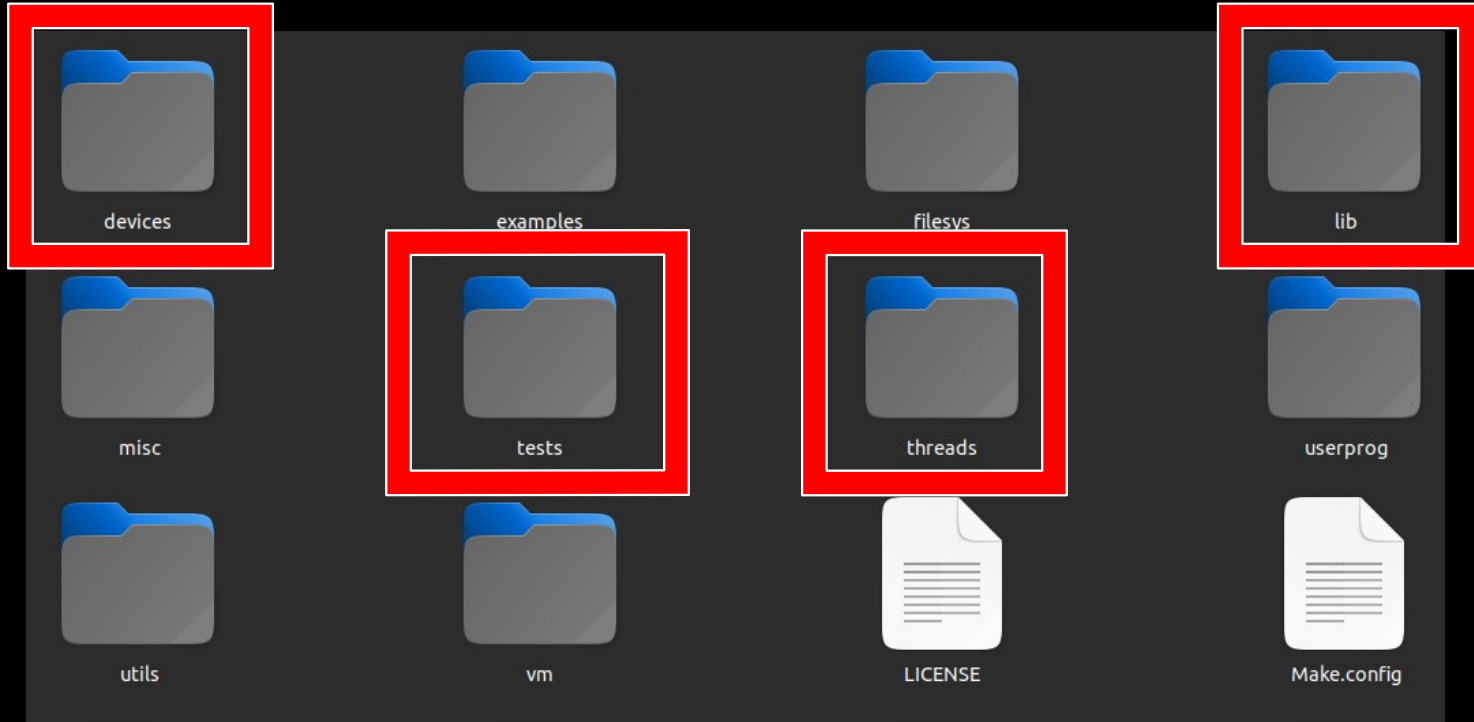 devices
examples
filesys
lib
misc
tests
threads
userprog
utils
vm
LICENSE
Make.config